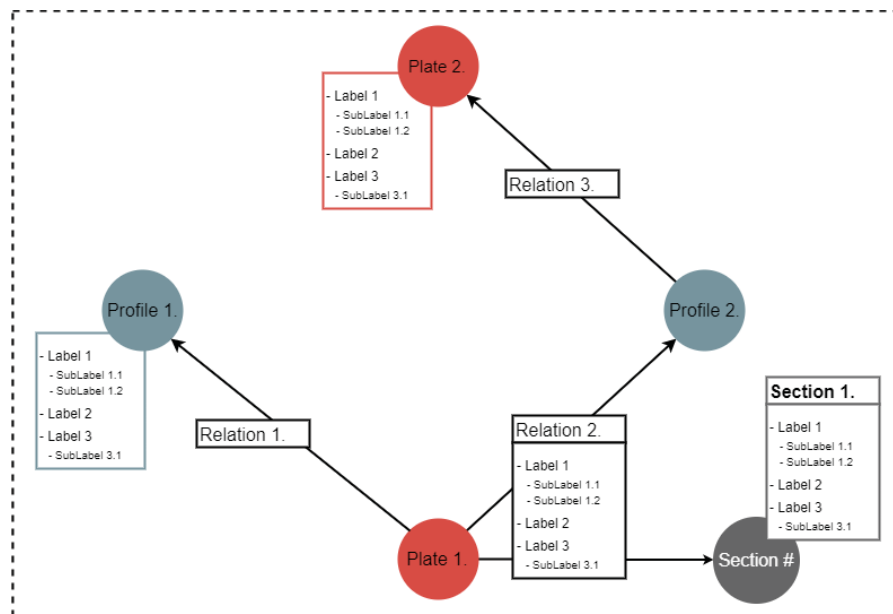 Plate 2.
- Label 1
- SubLabel 1.1
- SubLabel 1.2
- Label 2
- Label 3
- SubLabel 3.1
Relation 3.
Profile 1.
- Label 1
- SubLabel 1.1
- SubLabel 1.2
- Label 2
- Label 3
- SubLabel 3.1
Profile 2.
Relation 1.
Relation 2.
- Label 1
- SubLabel 1.1
- SubLabel 1.2
- Label 2
- Label 3
- SubLabel 3.1
Section 1.
- Label 1
- SubLabel 1.1
- SubLabel 1.2
- Label 2
- Label 3
- SubLabel 3.1
Plate 1.
Section #